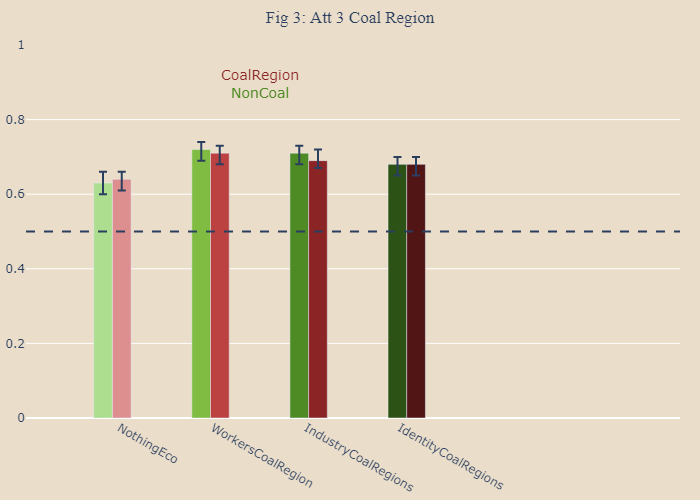 Fig 3: Att 3 Coal Region
1
CoalRegion
NonCoal
0.8
0.6
0.4
0.2
0
NothingEco
WorkersCoalRegion
IndustryCoalRegions
IdentityCoalRegions